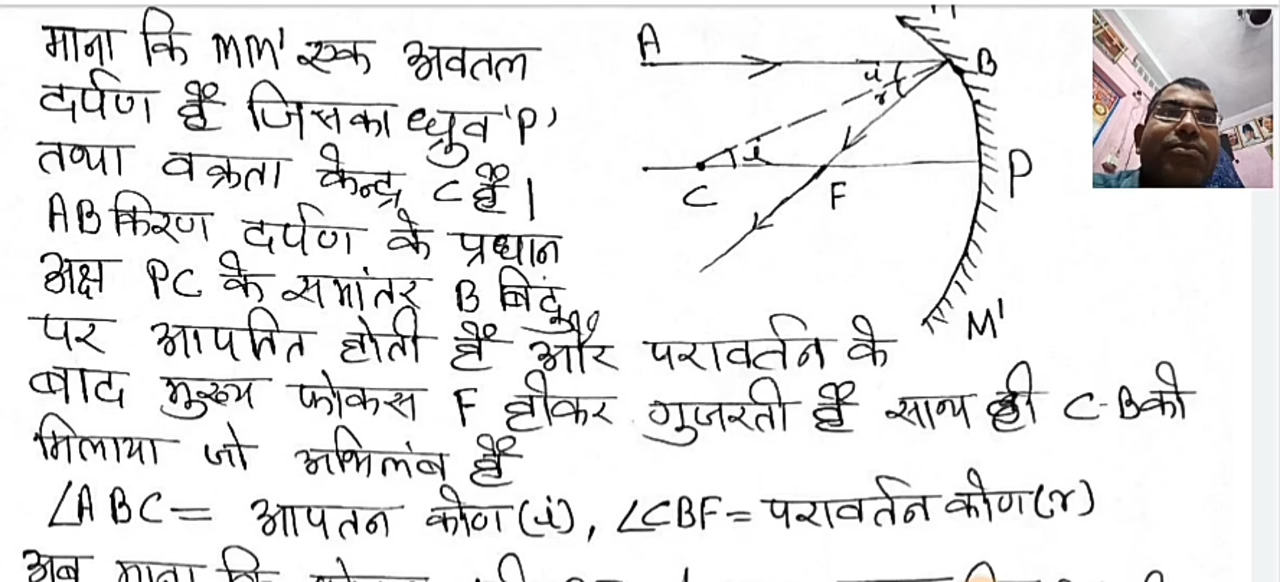 माना कि MM' एक अवतल
दर्पण हैं जिसका ध्रुव 'P'
तथा वक्रता केन्द्र C हैं।
AB किरण दर्पण के प्रधान
अक्ष PC के समांतर B बिंदु
पर आपतित होती हैं और परावर्तन के
बाद मुख्य फोकस F होकर गुजरती हैं साथ ही C-B को
मिलाया जो अभिलंब हैं
∠ABC = आपतन कोण (i), ∠CBF = परावर्तन कोण (r)
अब माना कि
A
B
i
r
i
C
F
P
M'